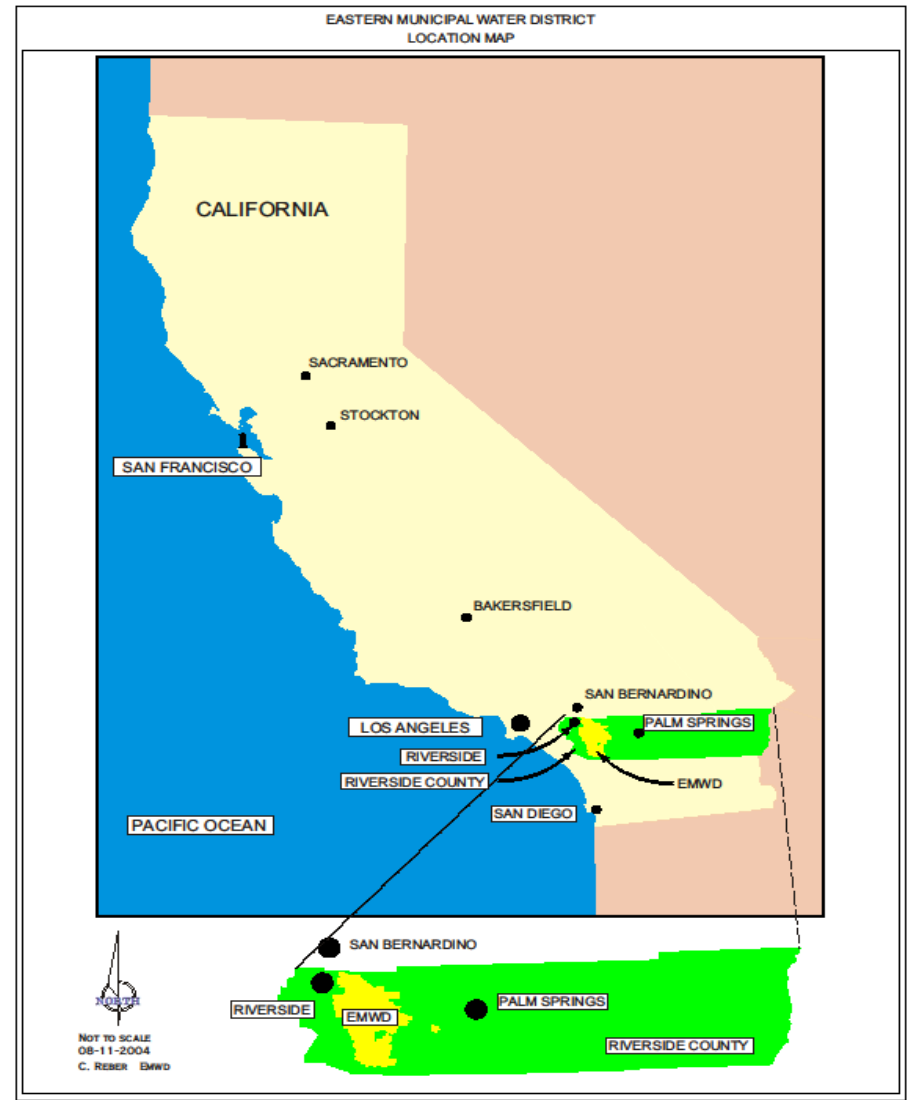 EASTERN MUNICIPAL WATER DISTRICT
LOCATION MAP
CALIFORNIA
SACRAMENTO
STOCKTON
SAN FRANCISCO
BAKERSFIELD
SAN BERNARDINO
LOS ANGELES
PALM SPRINGS
RIVERSIDE
RIVERSIDE COUNTY
EMWD
SAN DIEGO
PACIFIC OCEAN
SAN BERNARDINO
PALM SPRINGS
RIVERSIDE
EMWD
RIVERSIDE COUNTY
NORTH
NOT TO SCALE
08-11-2004
C. REBER EMWD